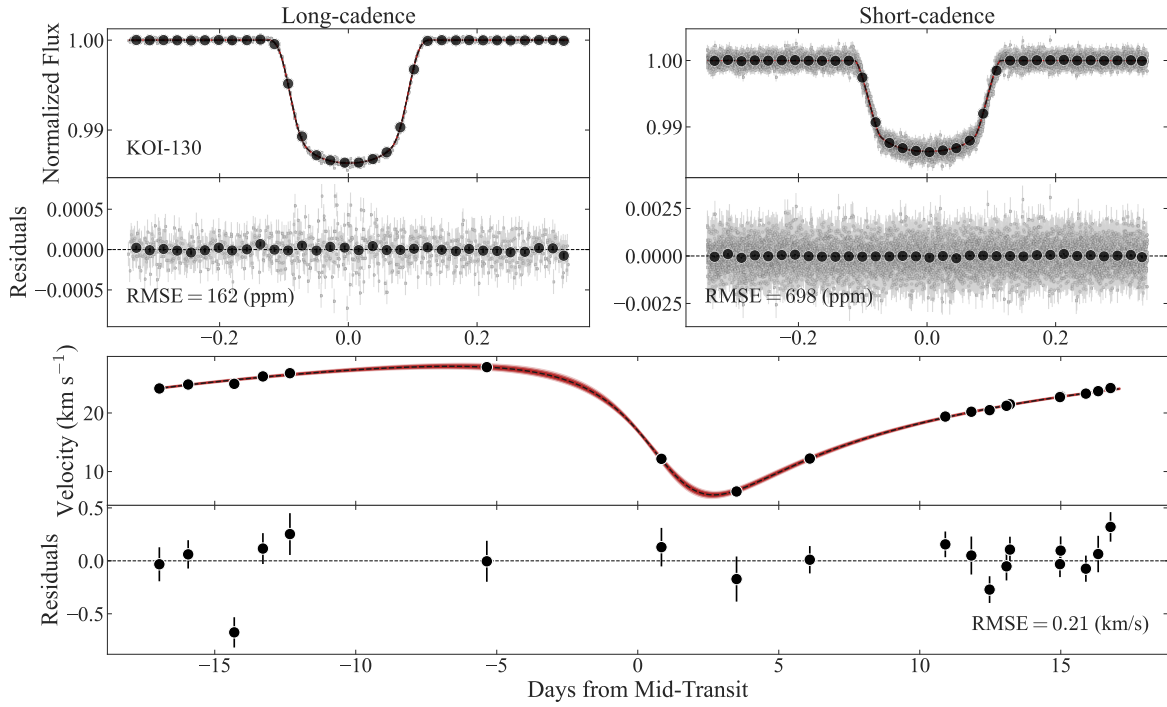 Long-cadence
Short-cadence
Normalized Flux
1.00
0.99
KOI-130
1.00
0.99
Residuals
0.0005
0.0000
−0.0005
RMSE = 162 (ppm)
0.0025
0.0000
−0.0025
RMSE = 698 (ppm)
−0.2 0.0 0.2
−0.2 0.0 0.2
Velocity (km s−1)
20
10
Residuals
0.5
0.0
−0.5
RMSE = 0.21 (km/s)
−15 −10 −5 0 5 10 15
Days from Mid-Transit